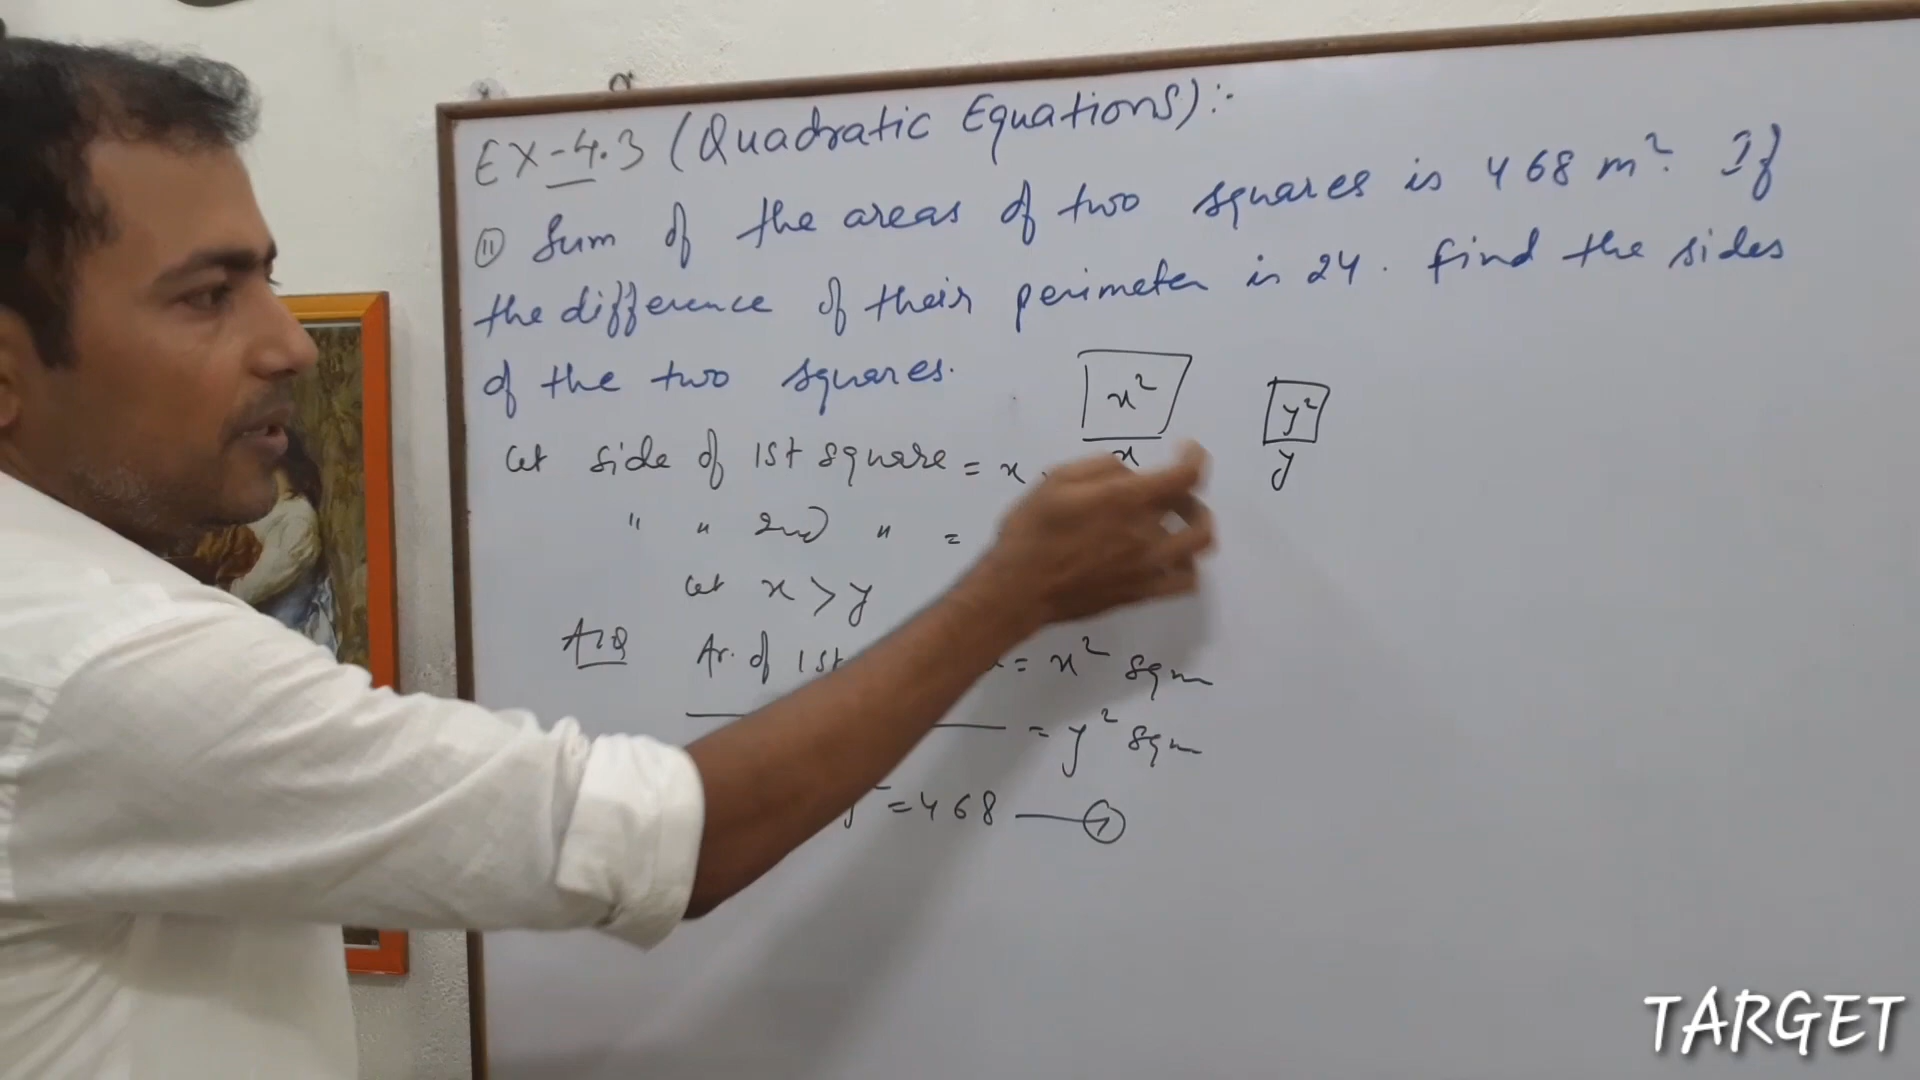 EX-4.3 (Quadratic Equations):-
⑪ Sum of the areas of two squares is 468 m². If
the difference of their perimeter is 24. Find the sides
of the two squares.
x²
x
y²
y
Let side of 1st square = x
" " 2nd " =
Let x > y
ATQ Ar. of 1st = x² sqm
= y² sqm
y² = 468 — ①
TARGET